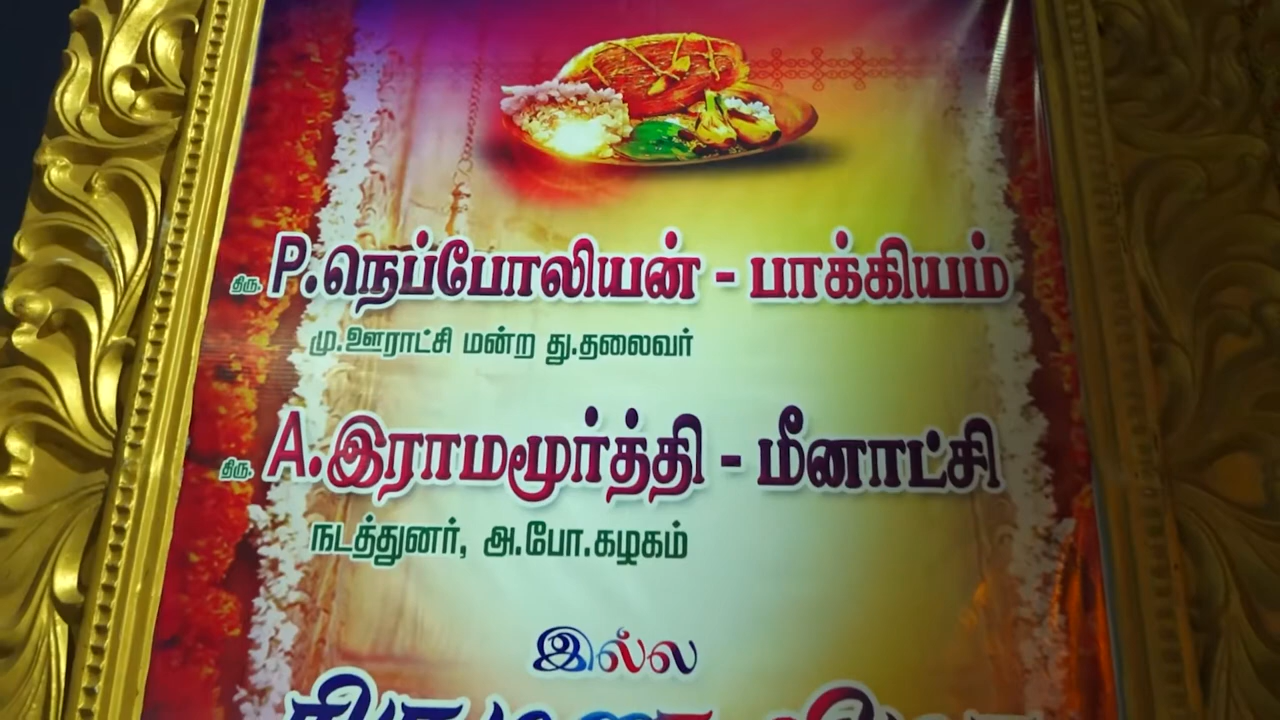 திரு. P.நெப்போலியன் - பாக்கியம்
மு.ஊராட்சி மன்ற து.தலைவர்
திரு. A.இராமமூர்த்தி - மீனாட்சி
நடத்துனர், அ.போ.கழகம்
இல்ல